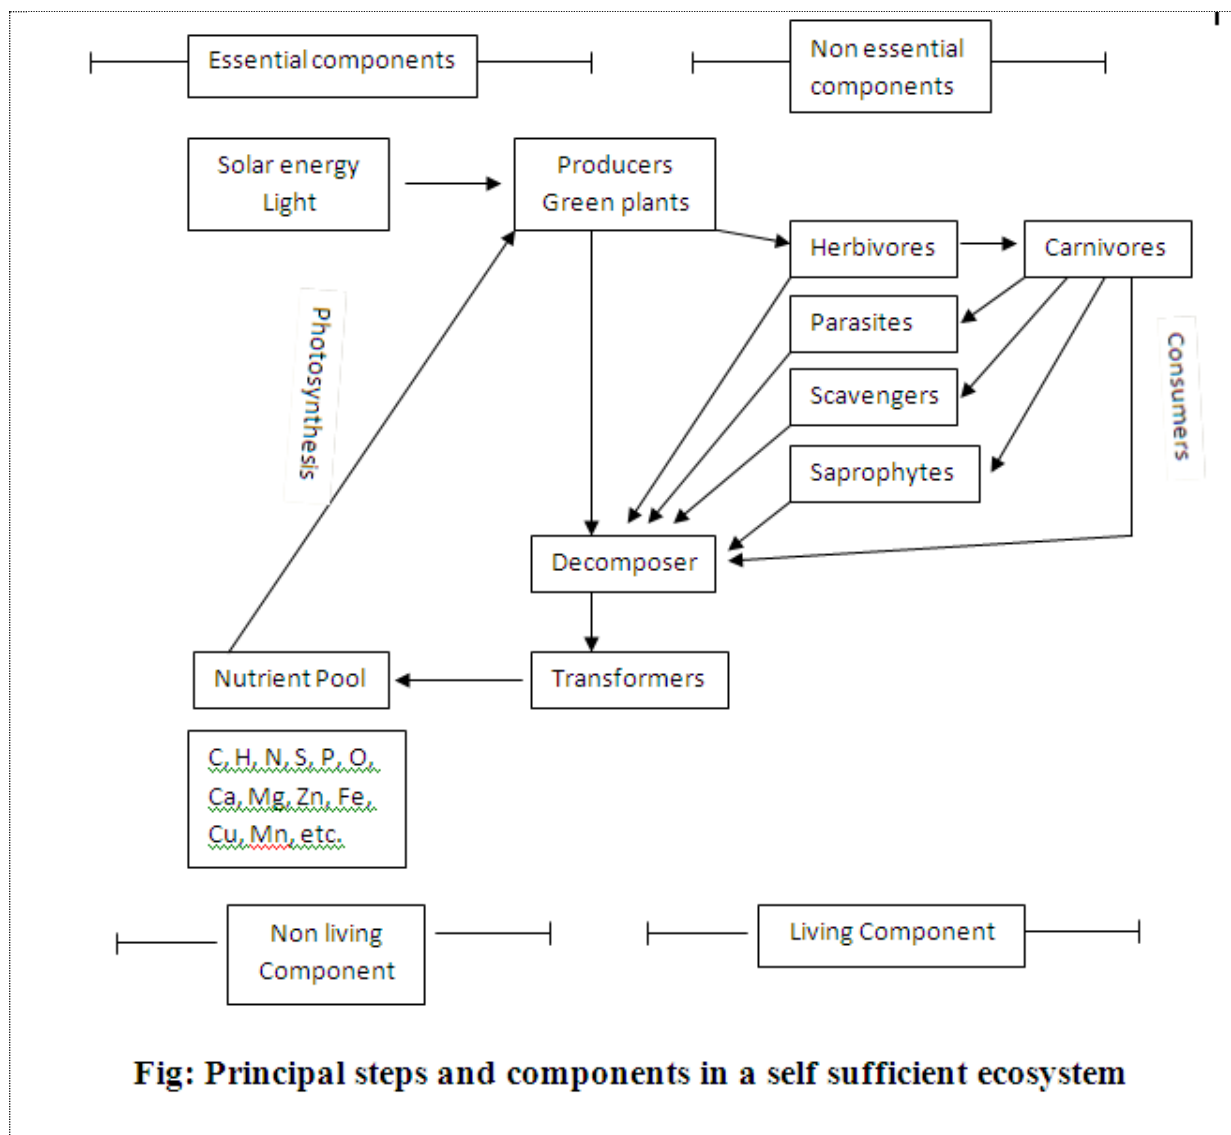 Essential components
Non essential
components
Solar energy
Light
Producers
Green plants
Herbivores
Carnivores
Parasites
Scavengers
Saprophytes
Photosynthesis
Consumers
Decomposer
Nutrient Pool
Transformers
C, H, N, S, P, O,
Ca, Mg, Zn, Fe,
Cu, Mn, etc.
Non living
Component
Living Component
Fig: Principal steps and components in a self sufficient ecosystem